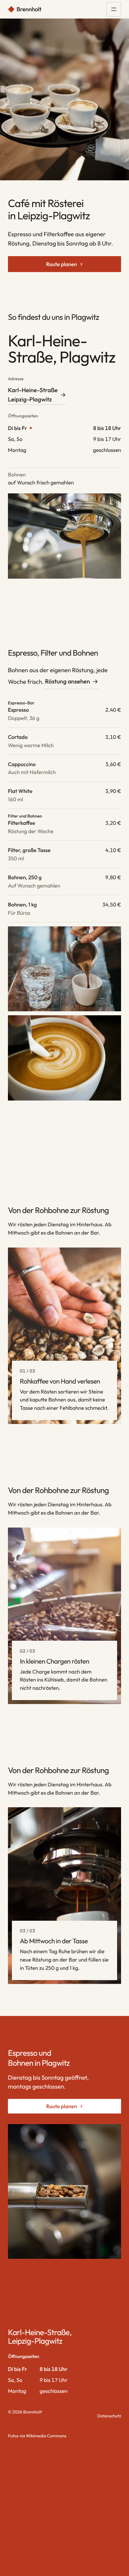 Brennholt
Café mit Rösterei
in Leipzig-Plagwitz
Espresso und Filterkaffee aus eigener
Röstung, Dienstag bis Sonntag ab 8 Uhr.
Route planen
So findest du uns in Plagwitz
Karl-Heine-
Straße, Plagwitz
Adresse
Karl-Heine-Straße
Leipzig-Plagwitz
Öffnungszeiten
Di bis Fr 8 bis 18 Uhr
Sa, So 9 bis 17 Uhr
Montag geschlossen
Bohnen
auf Wunsch frisch gemahlen
Espresso, Filter und Bohnen
Bohnen aus der eigenen Röstung, jede
Woche frisch. Röstung ansehen
Espresso-Bar
Espresso 2,40 €
Doppelt, 36 g
Cortado 3,10 €
Wenig warme Milch
Cappuccino 3,60 €
Auch mit Hafermilch
Flat White 3,90 €
160 ml
Filter und Bohnen
Filterkaffee 3,20 €
Röstung der Woche
Filter, große Tasse 4,10 €
350 ml
Bohnen, 250 g 9,80 €
Auf Wunsch gemahlen
Bohnen, 1 kg 34,50 €
Für Büros
Von der Rohbohne zur Röstung
Wir rösten jeden Dienstag im Hinterhaus. Ab
Mittwoch gibt es die Bohnen an der Bar.
01 / 03
Rohkaffee von Hand verlesen
Vor dem Rösten sortieren wir Steine
und kaputte Bohnen aus, damit keine
Tasse nach einer Fehlbohne schmeckt.
Von der Rohbohne zur Röstung
Wir rösten jeden Dienstag im Hinterhaus. Ab
Mittwoch gibt es die Bohnen an der Bar.
02 / 03
In kleinen Chargen rösten
Jede Charge kommt nach dem
Rösten ins Kühlsieb, damit die Bohnen
nicht nachrösten.
Von der Rohbohne zur Röstung
Wir rösten jeden Dienstag im Hinterhaus. Ab
Mittwoch gibt es die Bohnen an der Bar.
03 / 03
Ab Mittwoch in der Tasse
Nach einem Tag Ruhe brühen wir die
neue Röstung an der Bar und füllen sie
in Tüten zu 250 g und 1 kg.
Espresso und
Bohnen in Plagwitz
Dienstag bis Sonntag geöffnet,
montags geschlossen.
Route planen
Karl-Heine-Straße,
Leipzig-Plagwitz
Öffnungszeiten
Di bis Fr 8 bis 18 Uhr
Sa, So 9 bis 17 Uhr
Montag geschlossen
© 2026 Brennholt
Datenschutz
Fotos via Wikimedia Commons